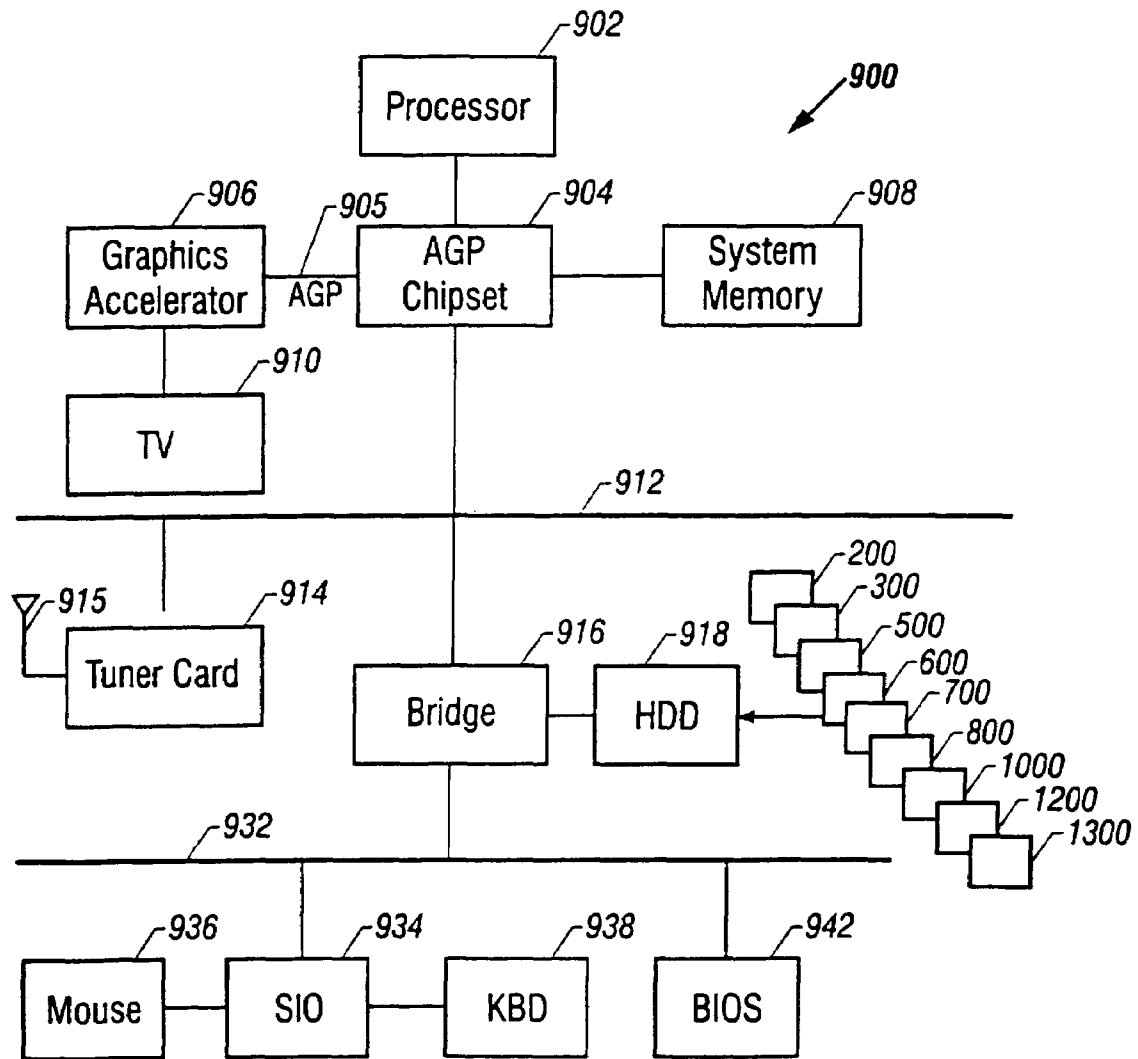 902
Processor
900
906
905
904
908
Graphics
Accelerator
AGP
AGP
Chipset
System
Memory
910
TV
912
915
914
Tuner Card
916
Bridge
918
HDD
200
300
500
600
700
800
1000
1200
1300
932
936
Mouse
934
SIO
938
KBD
942
BIOS